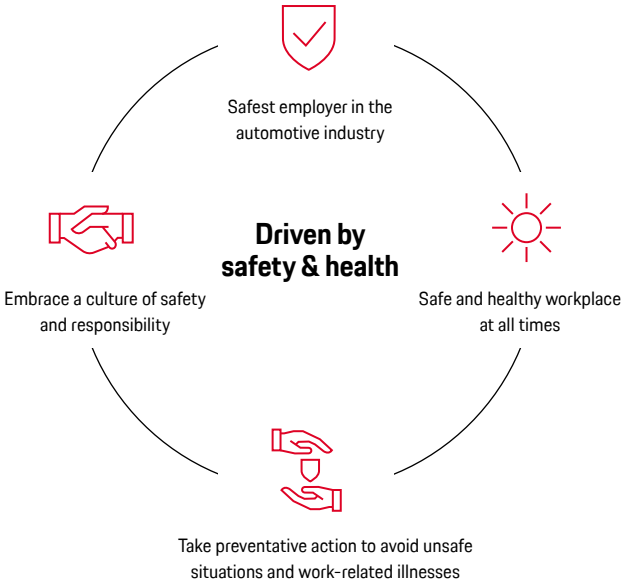 Safest employer in the
automotive industry
Driven by
safety & health
Embrace a culture of safety
and responsibility
Safe and healthy workplace
at all times
Take preventative action to avoid unsafe
situations and work-related illnesses